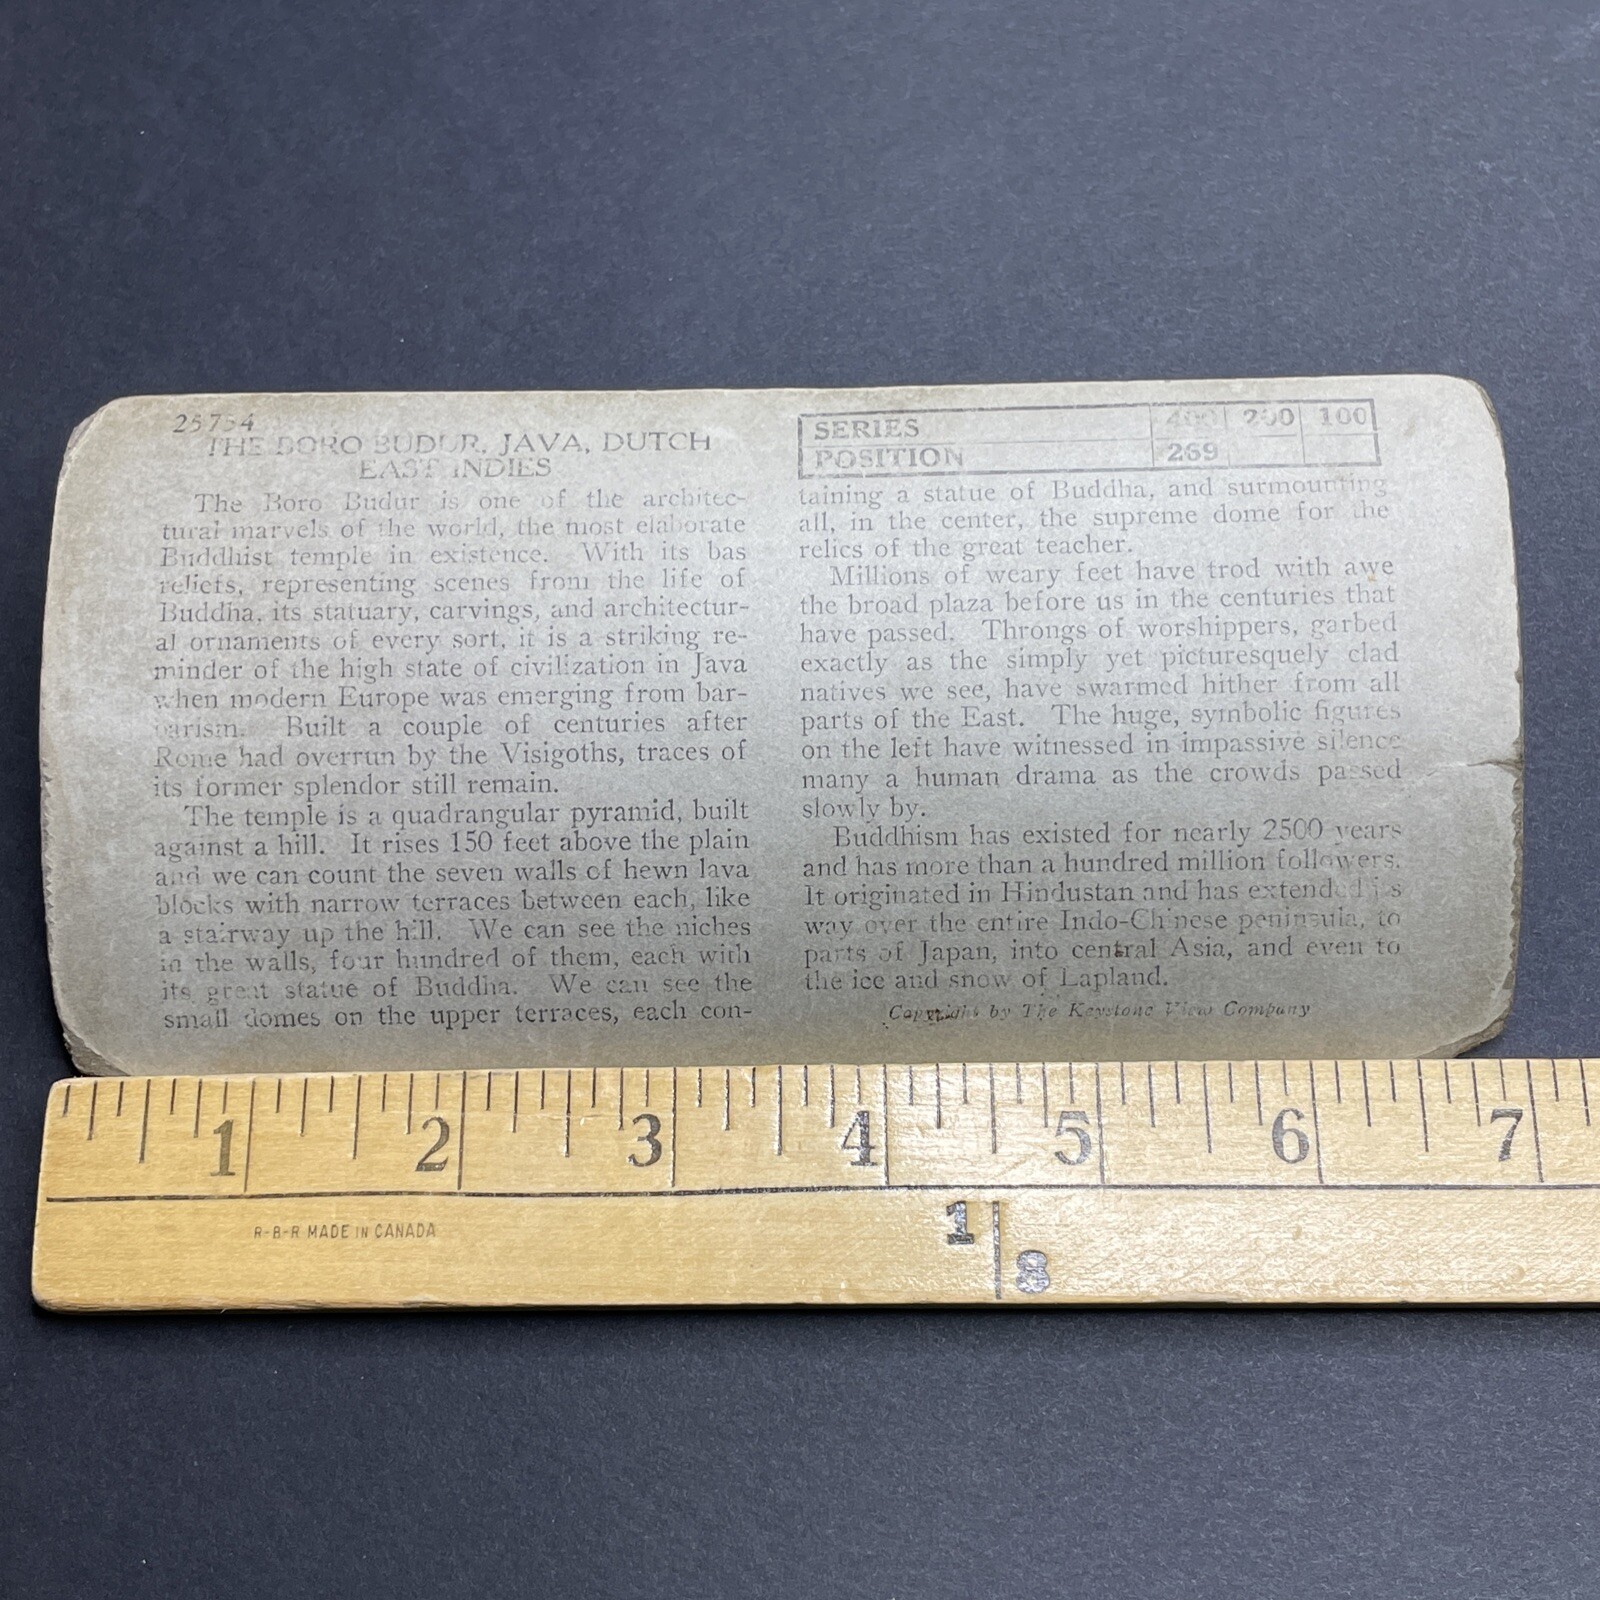 25754
THE BORO BUDUR, JAVA, DUTCH
EAST INDIES
The Boro Budur is one of the architec-
tural marvels of the world, the most elaborate
Buddhist temple in existence. With its bas
reliefs, representing scenes from the life of
Buddha, its statuary, carvings, and architectur-
al ornaments of every sort, it is a striking re-
minder of the high state of civilization in Java
when modern Europe was emerging from bar-
barism. Built a couple of centuries after
Rome had overrun by the Visigoths, traces of
its former splendor still remain.
The temple is a quadrangular pyramid, built
against a hill. It rises 150 feet above the plain
and we can count the seven walls of hewn lava
blocks with narrow terraces between each, like
a stairway up the hill. We can see the niches
in the walls, four hundred of them, each with
its great statue of Buddha. We can see the
small domes on the upper terraces, each con-
SERIES 400 200 100
POSITION 269
taining a statue of Buddha, and surmounting
all, in the center, the supreme dome for the
relics of the great teacher.
Millions of weary feet have trod with awe
the broad plaza before us in the centuries that
have passed. Throngs of worshippers, garbed
exactly as the simply yet picturesquely clad
natives we see, have swarmed hither from all
parts of the East. The huge, symbolic figures
on the left have witnessed in impassive silence
many a human drama as the crowds passed
slowly by.
Buddhism has existed for nearly 2500 years
and has more than a hundred million followers.
It originated in Hindustan and has extended its
way over the entire Indo-Chinese peninsula, to
parts of Japan, into central Asia, and even to
the ice and snow of Lapland.
Copyright by The Keystone View Company
1 2 3 4 5 6 7
R-B-R MADE IN CANADA
1 8